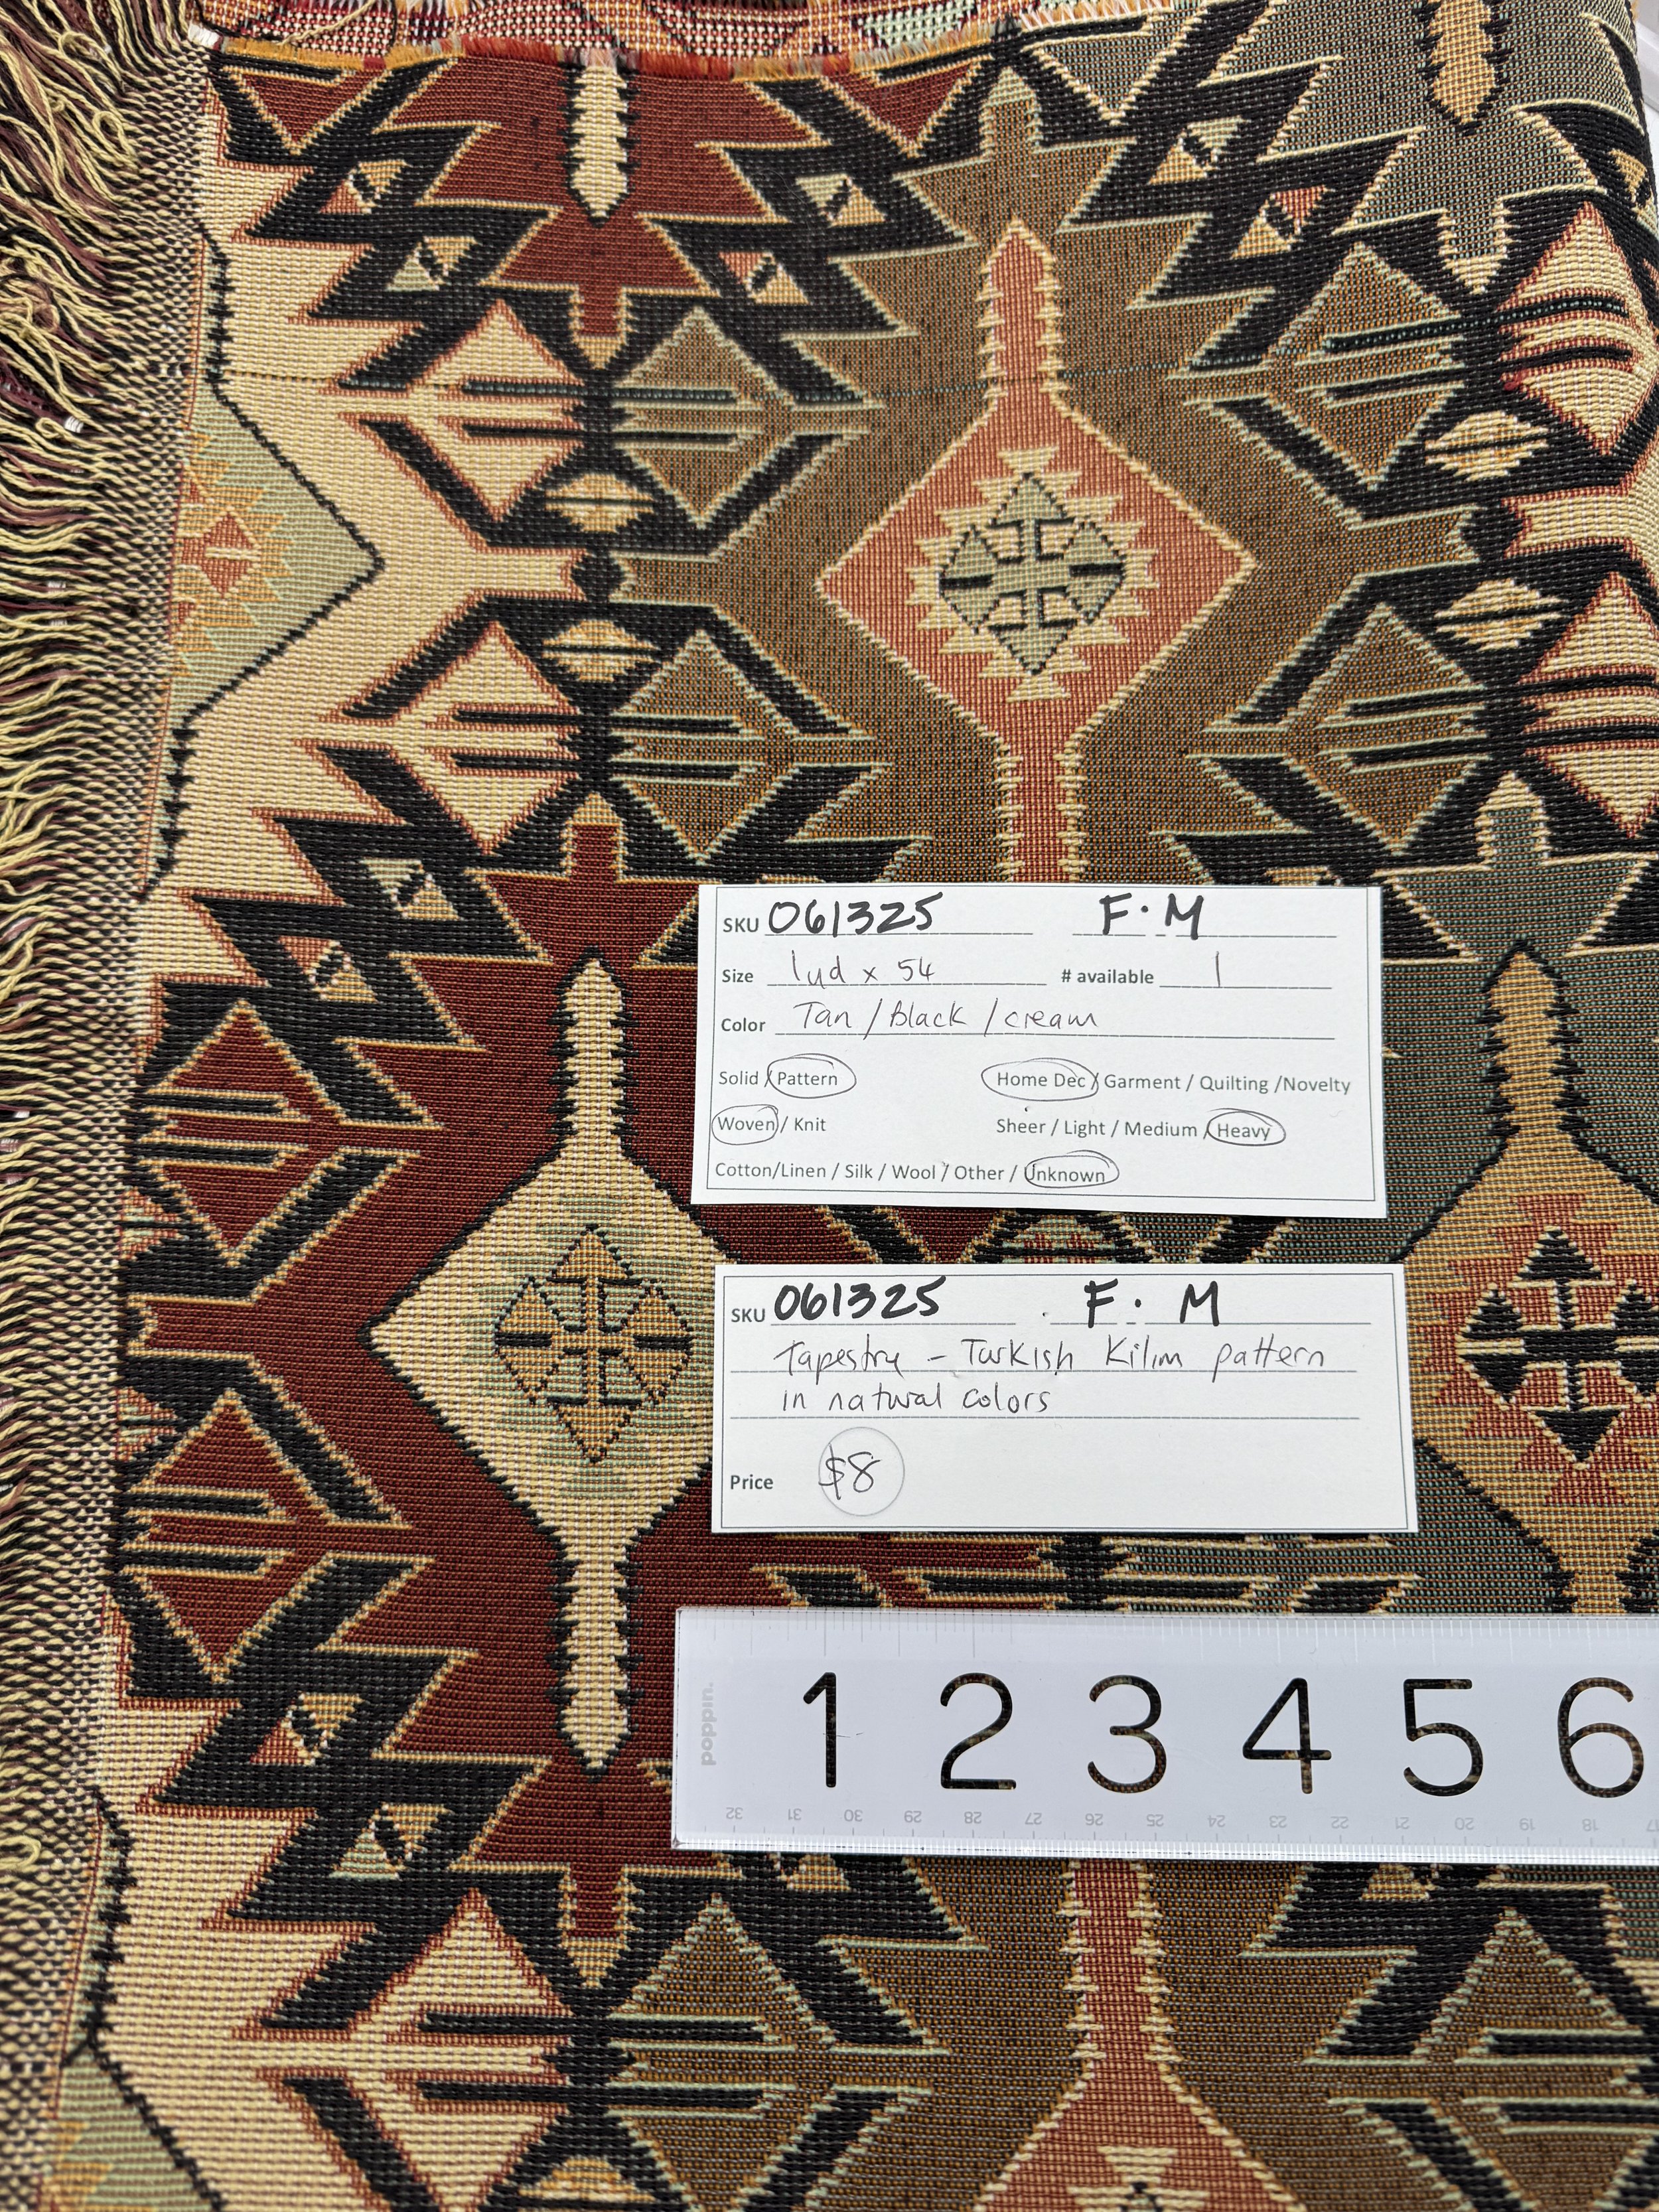 SKU 061325 F. M
Size 1yd x 54 # available 1
Color Tan / black / cream
Solid / Pattern Home Dec / Garment / Quilting /Novelty
Woven / Knit Sheer / Light / Medium / Heavy
Cotton/Linen / Silk / Wool / Other / Unknown
SKU 061325 F. M
Tapestry - Turkish Kilim pattern
in natural colors
Price $8
poppin.
1 2 3 4 5 6
32 31 30 29 28 27 26 25 24 23 22 21 20 19 18 17